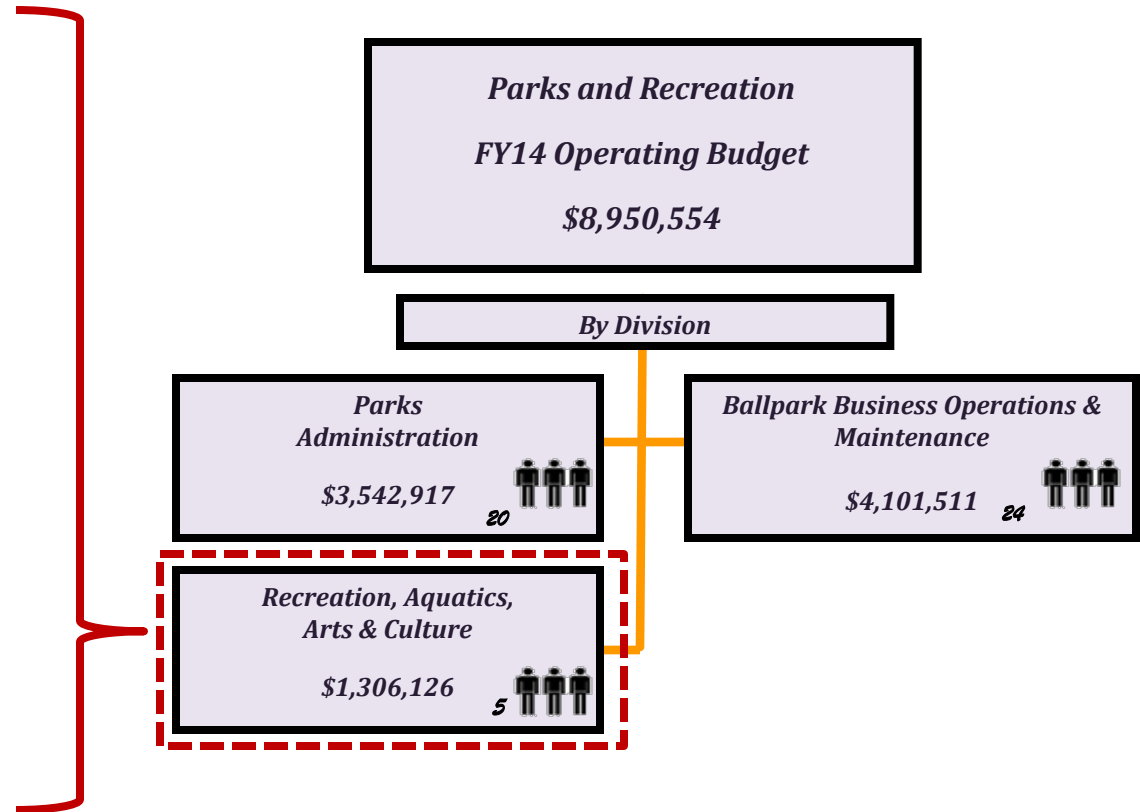 Parks and Recreation
FY14 Operating Budget
$8,950,554
By Division
Parks
Administration
$3,542,917
20
Ballpark Business Operations &
Maintenance
$4,101,511
24
Recreation, Aquatics,
Arts & Culture
$1,306,126
5